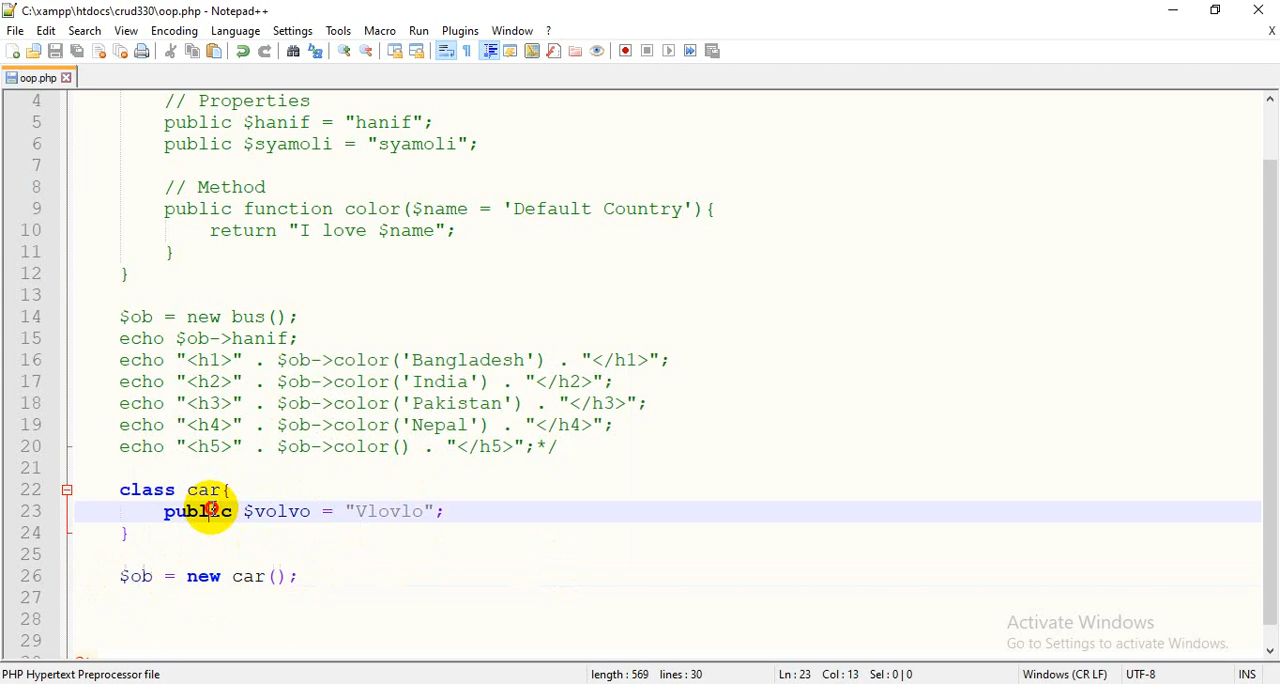 C:\xampp\htdocs\crud330\oop.php - Notepad++
File Edit Search View Encoding Language Settings Tools Macro Run Plugins Window ? X
oop.php
4 // Properties
5 public $hanif = "hanif";
6 public $syamoli = "syamoli";
7
8 // Method
9 public function color($name = 'Default Country'){
10 return "I love $name";
11 }
12 }
13
14 $ob = new bus();
15 echo $ob->hanif;
16 echo "<h1>" . $ob->color('Bangladesh') . "</h1>";
17 echo "<h2>" . $ob->color('India') . "</h2>";
18 echo "<h3>" . $ob->color('Pakistan') . "</h3>";
19 echo "<h4>" . $ob->color('Nepal') . "</h4>";
20 echo "<h5>" . $ob->color() . "</h5>";*/
21
22 class car{
23 public $volvo = "Vlovlo";
24 }
25
26 $ob = new car();
27
28
29
Activate Windows
Go to Settings to activate Windows.
PHP Hypertext Preprocessor file length : 569 lines : 30 Ln : 23 Col : 13 Sel : 0 | 0 Windows (CR LF) UTF-8 INS